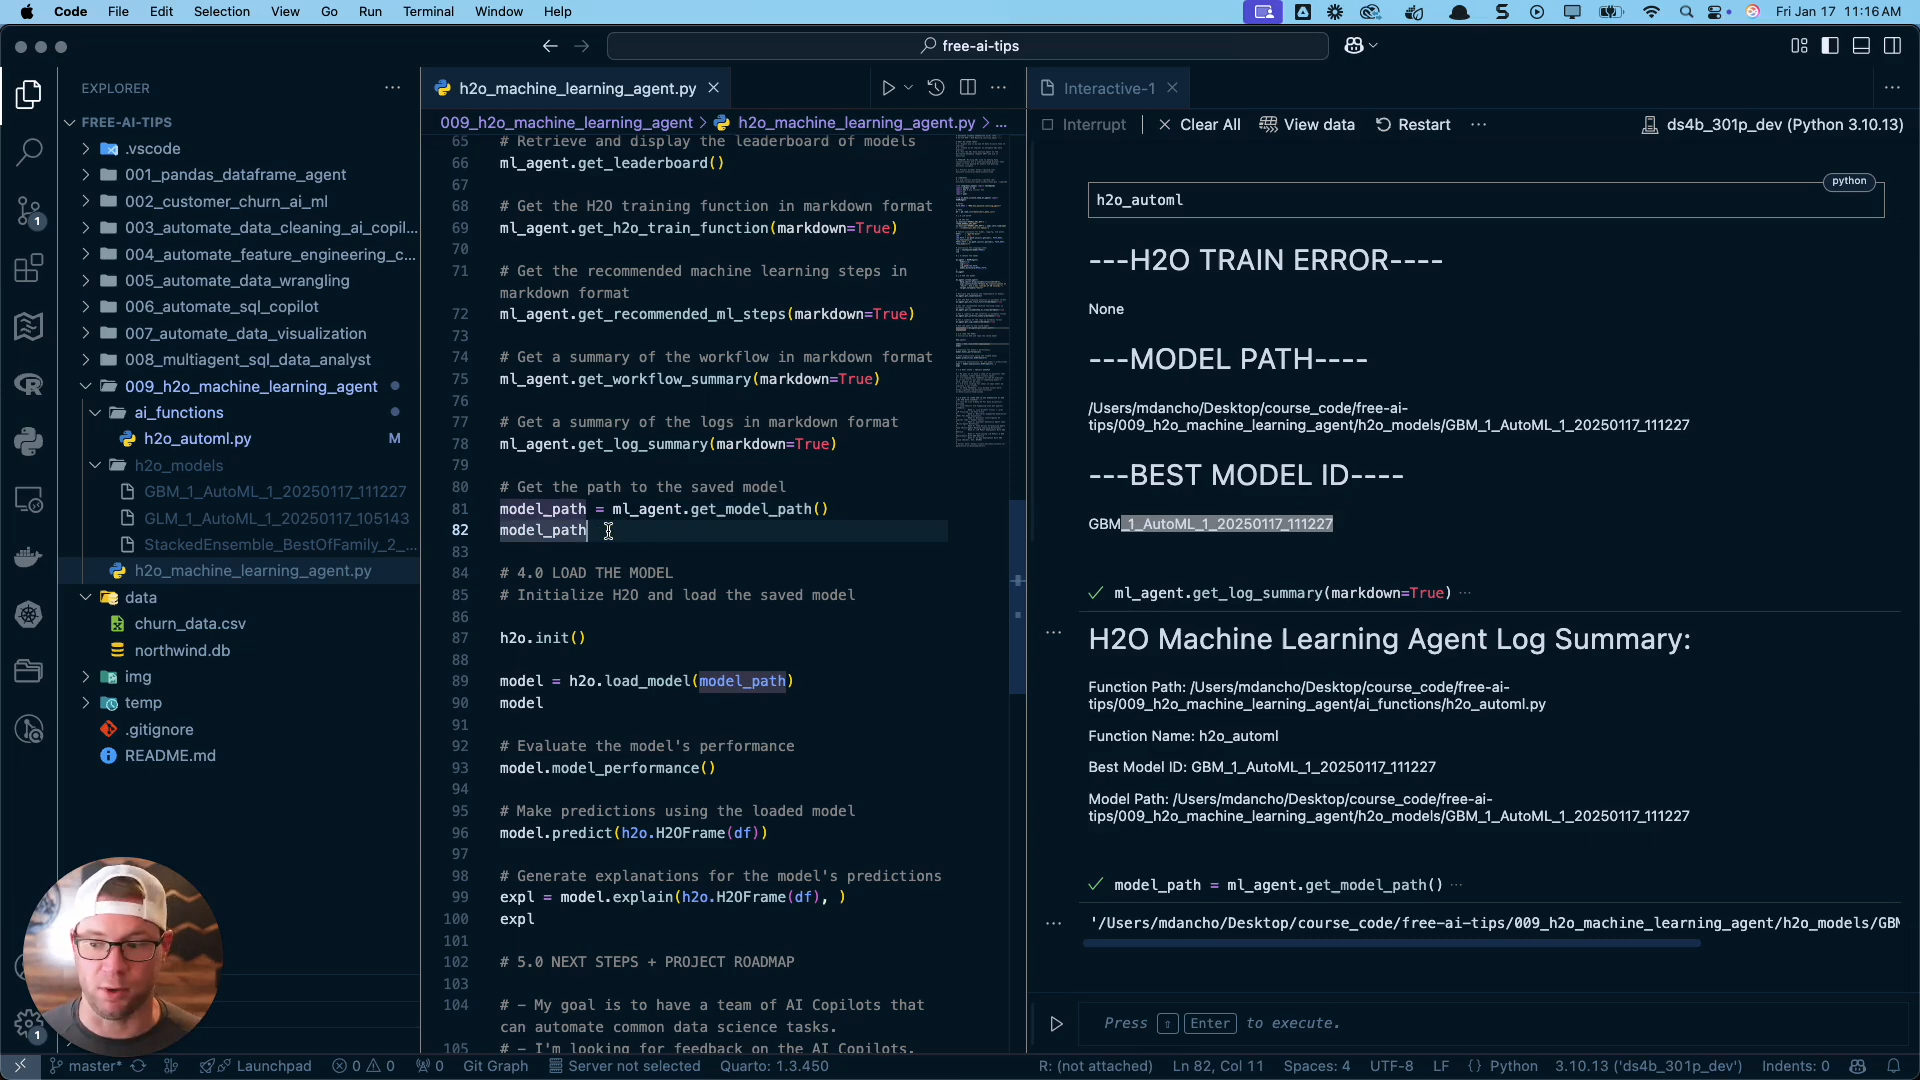 Code File Edit Selection View Go Run Terminal Window Help
Fri Jan 17 11:16 AM
free-ai-tips
EXPLORER
FREE-AI-TIPS
.vscode
001_pandas_dataframe_agent
002_customer_churn_ai_ml
003_automate_data_cleaning_ai_copil...
004_automate_feature_engineering_c...
005_automate_data_wrangling
006_automate_sql_copilot
007_automate_data_visualization
008_multiagent_sql_data_analyst
009_h2o_machine_learning_agent
ai_functions
h2o_automl.py M
h2o_models
GBM_1_AutoML_1_20250117_111227
GLM_1_AutoML_1_20250117_105143
StackedEnsemble_BestOfFamily_2_...
h2o_machine_learning_agent.py
data
churn_data.csv
northwind.db
img
temp
.gitignore
README.md
1
1
h2o_machine_learning_agent.py
009_h2o_machine_learning_agent > h2o_machine_learning_agent.py > ...
65 # Retrieve and display the leaderboard of models
66 ml_agent.get_leaderboard()
67
68 # Get the H2O training function in markdown format
69 ml_agent.get_h2o_train_function(markdown=True)
70
71 # Get the recommended machine learning steps in
markdown format
72 ml_agent.get_recommended_ml_steps(markdown=True)
73
74 # Get a summary of the workflow in markdown format
75 ml_agent.get_workflow_summary(markdown=True)
76
77 # Get a summary of the logs in markdown format
78 ml_agent.get_log_summary(markdown=True)
79
80 # Get the path to the saved model
81 model_path = ml_agent.get_model_path()
82 model_path
83
84 # 4.0 LOAD THE MODEL
85 # Initialize H2O and load the saved model
86
87 h2o.init()
88
89 model = h2o.load_model(model_path)
90 model
91
92 # Evaluate the model's performance
93 model.model_performance()
94
95 # Make predictions using the loaded model
96 model.predict(h2o.H2OFrame(df))
97
98 # Generate explanations for the model's predictions
99 expl = model.explain(h2o.H2OFrame(df), )
100 expl
101
102 # 5.0 NEXT STEPS + PROJECT ROADMAP
103
104 # - My goal is to have a team of AI Copilots that
can automate common data science tasks.
105 # - I'm looking for feedback on the AI Copilots.
Interactive-1
Interrupt Clear All View data Restart ds4b_301p_dev (Python 3.10.13)
python
h2o_automl
---H2O TRAIN ERROR----
None
---MODEL PATH----
/Users/mdancho/Desktop/course_code/free-ai-
tips/009_h2o_machine_learning_agent/h2o_models/GBM_1_AutoML_1_20250117_111227
---BEST MODEL ID----
GBM_1_AutoML_1_20250117_111227
ml_agent.get_log_summary(markdown=True) ...
H2O Machine Learning Agent Log Summary:
Function Path: /Users/mdancho/Desktop/course_code/free-ai-
tips/009_h2o_machine_learning_agent/ai_functions/h2o_automl.py
Function Name: h2o_automl
Best Model ID: GBM_1_AutoML_1_20250117_111227
Model Path: /Users/mdancho/Desktop/course_code/free-ai-
tips/009_h2o_machine_learning_agent/h2o_models/GBM_1_AutoML_1_20250117_111227
model_path = ml_agent.get_model_path() ...
'/Users/mdancho/Desktop/course_code/free-ai-tips/009_h2o_machine_learning_agent/h2o_models/GBM
Press ⇧ Enter to execute.
master* Launchpad 0 0 0 Git Graph Server not selected Quarto: 1.3.450 R: (not attached) Ln 82, Col 11 Spaces: 4 UTF-8 LF {} Python 3.10.13 ('ds4b_301p_dev') Indents: 0